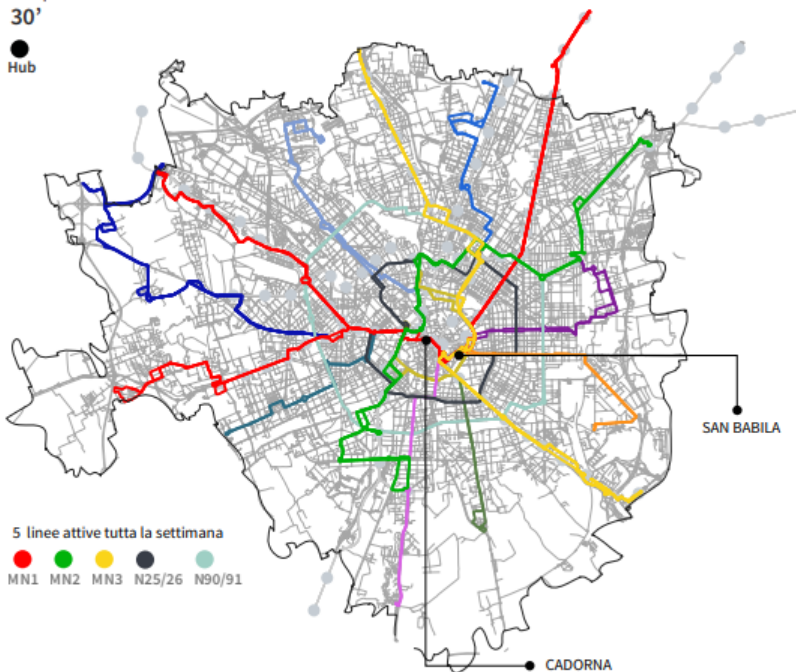 30'
Hub
SAN BABILA
5 linee attive tutta la settimana
MN1 MN2 MN3 N25/26 N90/91
CADORNA